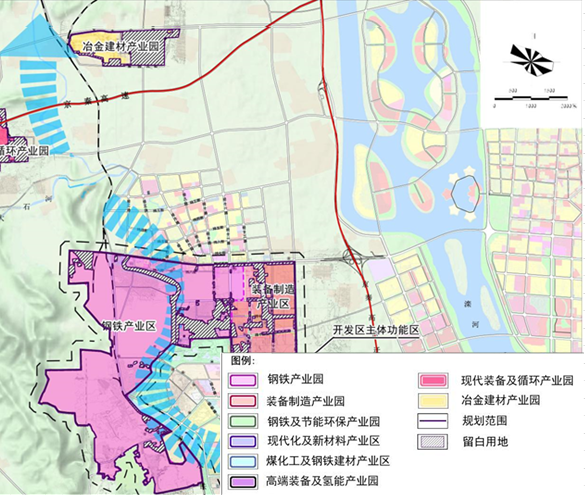 冶金建材产业园
京秦高速
循环产业园
石河
装备制造
产业区
钢铁产业区
滦河
开发区主体功能区
图例:
钢铁产业园
装备制造产业园
钢铁及节能环保产业园
现代化及新材料产业区
煤化工及钢铁建材产业区
高端装备及氢能产业园
现代装备及循环产业园
冶金建材产业园
规划范围
留白用地